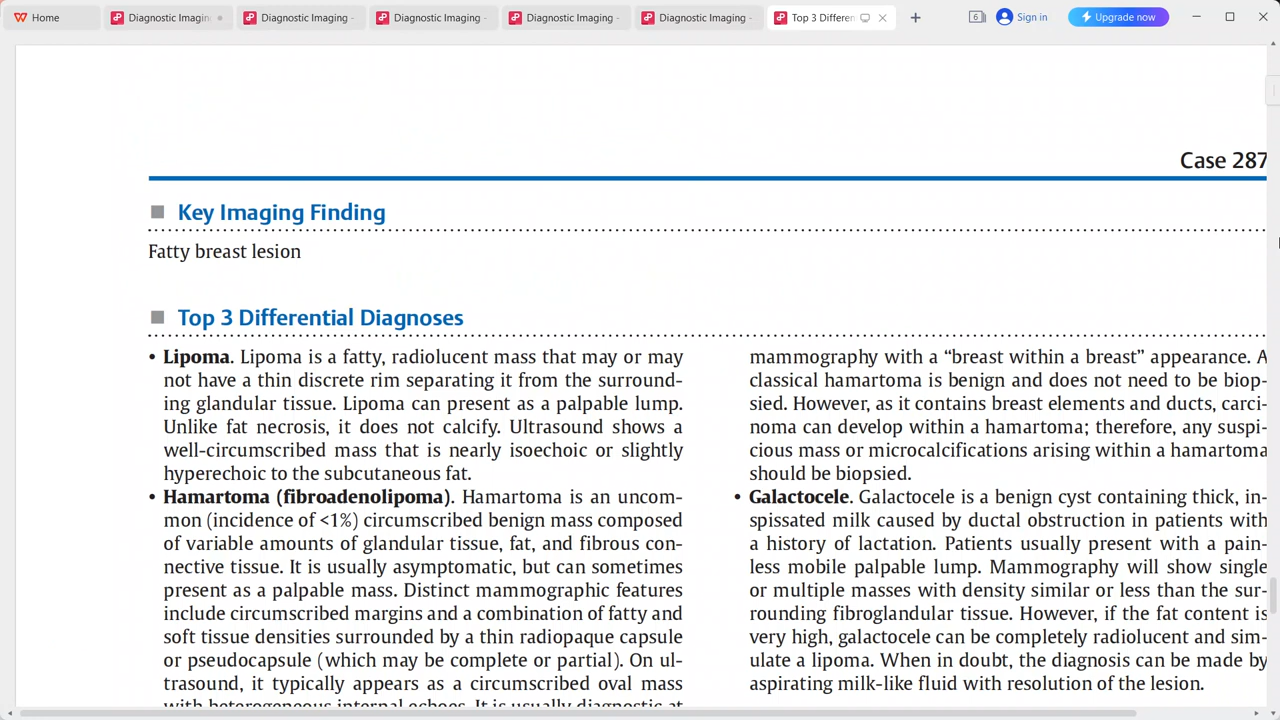 Home
Diagnostic Imaging
Diagnostic Imaging -
Diagnostic Imaging -
Diagnostic Imaging -
Diagnostic Imaging -
Top 3 Differen
6
Sign in
Upgrade now
Case 287
Key Imaging Finding
Fatty breast lesion
Top 3 Differential Diagnoses
• Lipoma. Lipoma is a fatty, radiolucent mass that may or may
not have a thin discrete rim separating it from the surround-
ing glandular tissue. Lipoma can present as a palpable lump.
Unlike fat necrosis, it does not calcify. Ultrasound shows a
well-circumscribed mass that is nearly isoechoic or slightly
hyperechoic to the subcutaneous fat.
• Hamartoma (fibroadenolipoma). Hamartoma is an uncom-
mon (incidence of <1%) circumscribed benign mass composed
of variable amounts of glandular tissue, fat, and fibrous con-
nective tissue. It is usually asymptomatic, but can sometimes
present as a palpable mass. Distinct mammographic features
include circumscribed margins and a combination of fatty and
soft tissue densities surrounded by a thin radiopaque capsule
or pseudocapsule (which may be complete or partial). On ul-
trasound, it typically appears as a circumscribed oval mass
with heterogeneous internal echoes. It is usually diagnostic at
mammography with a “breast within a breast” appearance. A
classical hamartoma is benign and does not need to be biop-
sied. However, as it contains breast elements and ducts, carci-
noma can develop within a hamartoma; therefore, any suspi-
cious mass or microcalcifications arising within a hamartoma
should be biopsied.
• Galactocele. Galactocele is a benign cyst containing thick, in-
spissated milk caused by ductal obstruction in patients with
a history of lactation. Patients usually present with a pain-
less mobile palpable lump. Mammography will show single
or multiple masses with density similar or less than the sur-
rounding fibroglandular tissue. However, if the fat content is
very high, galactocele can be completely radiolucent and sim-
ulate a lipoma. When in doubt, the diagnosis can be made by
aspirating milk-like fluid with resolution of the lesion.